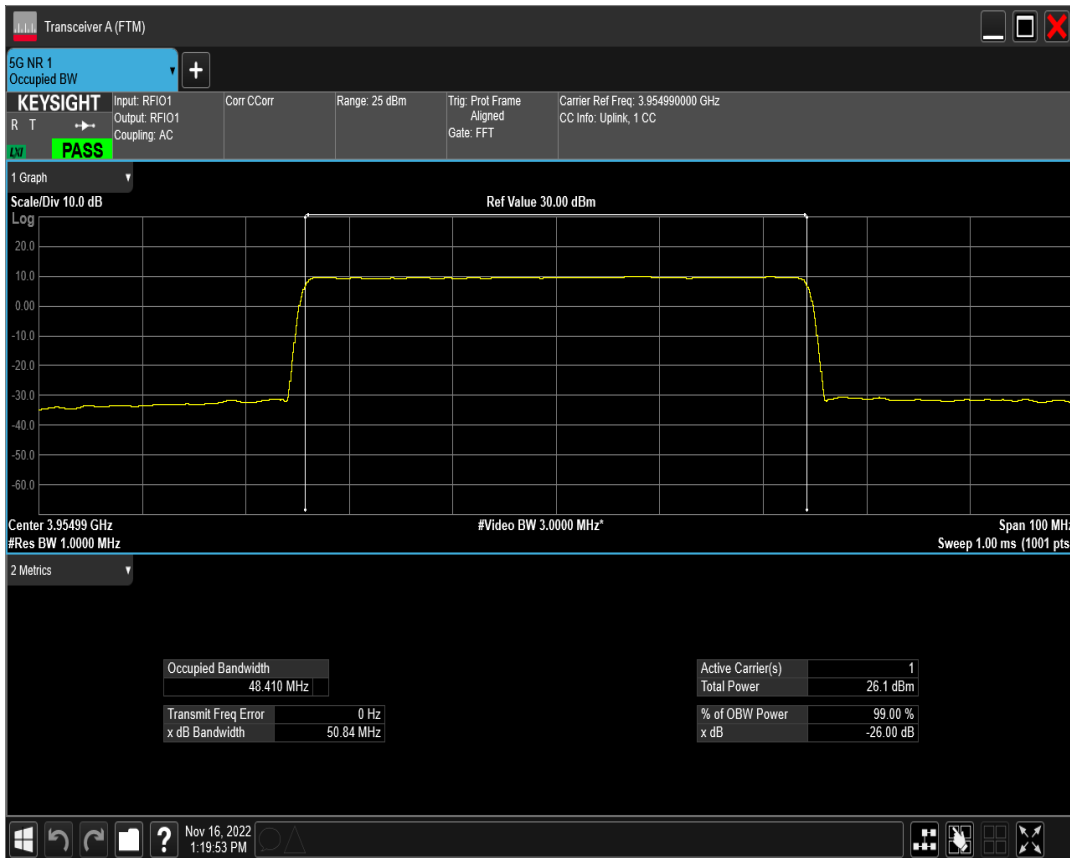 Transceiver A (FTM)
5G NR 1
Occupied BW
+
KEYSIGHT
R T
LXI
PASS
Input: RFIO1
Output: RFIO1
Coupling: AC
Corr CCorr
Range: 25 dBm
Trig: Prot Frame
Aligned
Gate: FFT
Carrier Ref Freq: 3.954990000 GHz
CC Info: Uplink, 1 CC
1 Graph
Scale/Div 10.0 dB
Ref Value 30.00 dBm
Log
20.0
10.0
0.00
-10.0
-20.0
-30.0
-40.0
-50.0
-60.0
Center 3.95499 GHz
#Video BW 3.0000 MHz*
Span 100 MHz
#Res BW 1.0000 MHz
Sweep 1.00 ms (1001 pts
2 Metrics
Occupied Bandwidth
48.410 MHz
Transmit Freq Error 0 Hz
x dB Bandwidth 50.84 MHz
Active Carrier(s) 1
Total Power 26.1 dBm
% of OBW Power 99.00 %
x dB -26.00 dB
?
Nov 16, 2022
1:19:53 PM